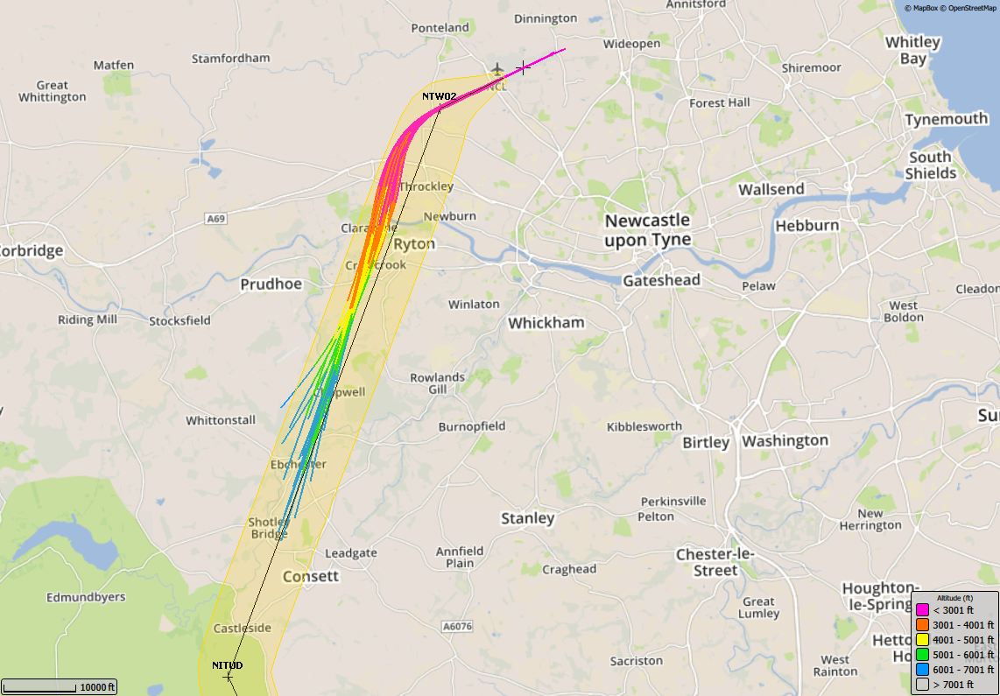 Annitsford
© MapBox © OpenStreetMap
Dinnington
Ponteland
Whitley
Bay
Wideopen
Stamfordham
Matfen
Shiremoor
NCL
Great
Whittington
NTW02
Forest Hall
Tynemouth
South
Shields
Throckley
Wallsend
Newburn
A69
Newcastle
upon Tyne
Hebburn
Ryton
Corbridge
Prudhoe
Gateshead
Pelaw
Cleadon
Winlaton
West
Boldon
Riding Mill
Stocksfield
Whickham
Rowlands
Gill
Chopwell
Whittonstall
Burnopfield
Kibblesworth
Birtley
Washington
Ebchester
Perkinsville
Pelton
Stanley
New
Herrington
Shotley
Bridge
Leadgate
Annfield
Plain
Chester-le-
Street
Craghead
Consett
Houghton-
le-Spring
Edmundbyers
Great
Lumley
Castleside
A6076
Sacriston
West
Rainton
NITUD
10000 ft
Altitude (ft)
< 3001 ft
3001 - 4001 ft
4001 - 5001 ft
5001 - 6001 ft
6001 - 7001 ft
> 7001 ft